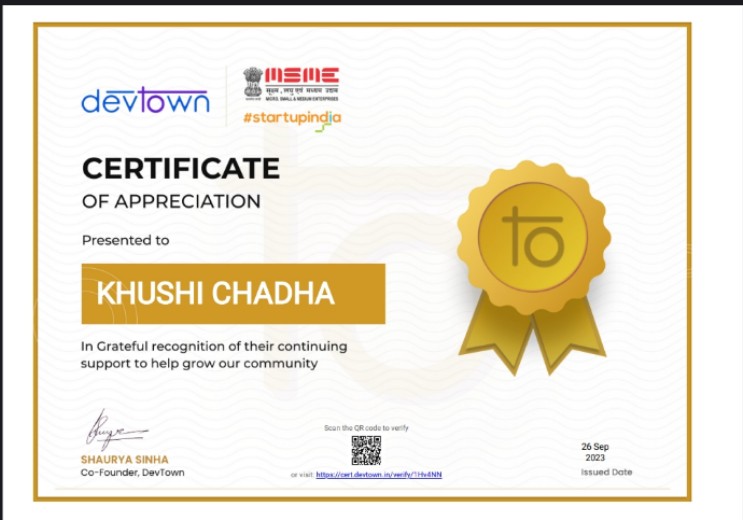 devtown
MSME
सूक्ष्म, लघु एवं मध्यम उद्यम
MICRO, SMALL & MEDIUM ENTERPRISES
#startupindia
CERTIFICATE
OF APPRECIATION
Presented to
KHUSHI CHADHA
In Grateful recognition of their continuing
support to help grow our community
to
SHAURYA SINHA
Co-Founder, DevTown
Scan the QR code to verify
or visit: https://cert.devtown.in/verify/1Hv4NN
26 Sep
2023
Issued Date